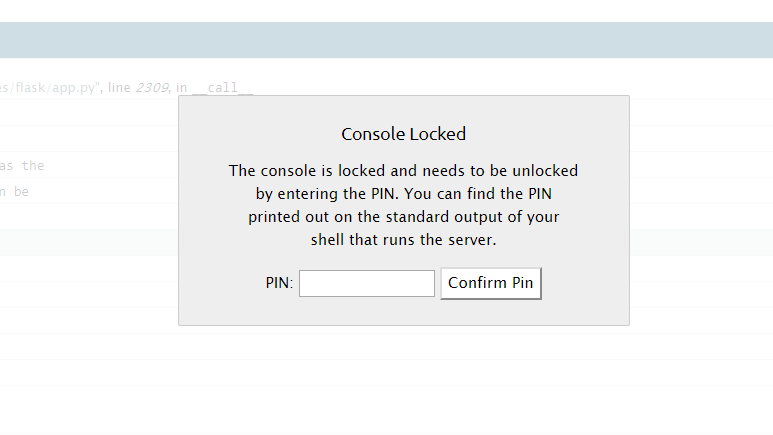 es/flask/app.py", line 2309, in __call__
as the
n be
Console Locked
The console is locked and needs to be unlocked
by entering the PIN. You can find the PIN
printed out on the standard output of your
shell that runs the server.
PIN: Confirm Pin